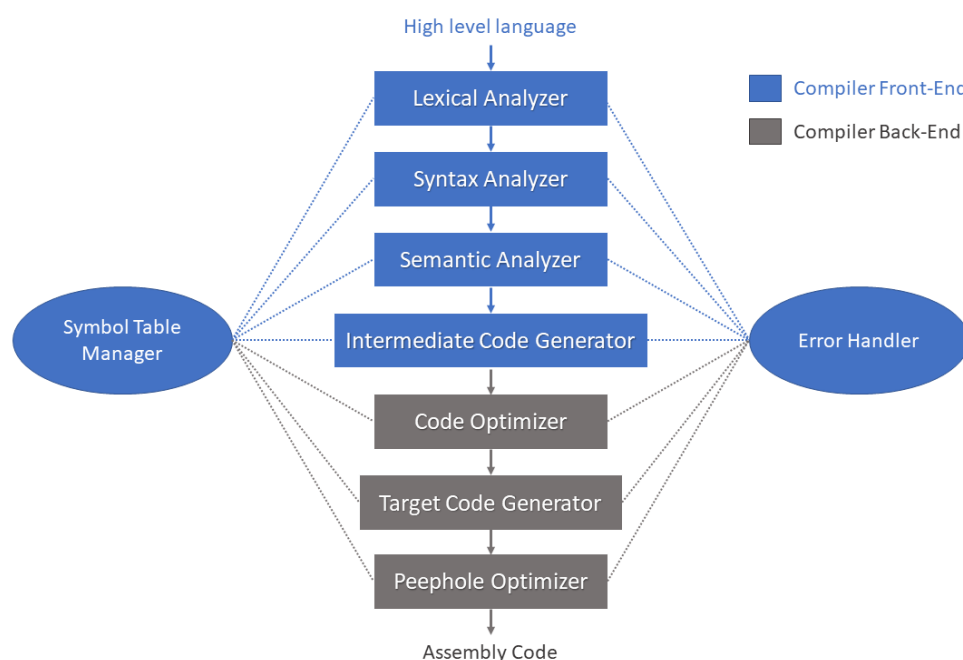 High level language
Lexical Analyzer
Compiler Front-End
Compiler Back-End
Syntax Analyzer
Semantic Analyzer
Symbol Table
Manager
Intermediate Code Generator
Error Handler
Code Optimizer
Target Code Generator
Peephole Optimizer
Assembly Code